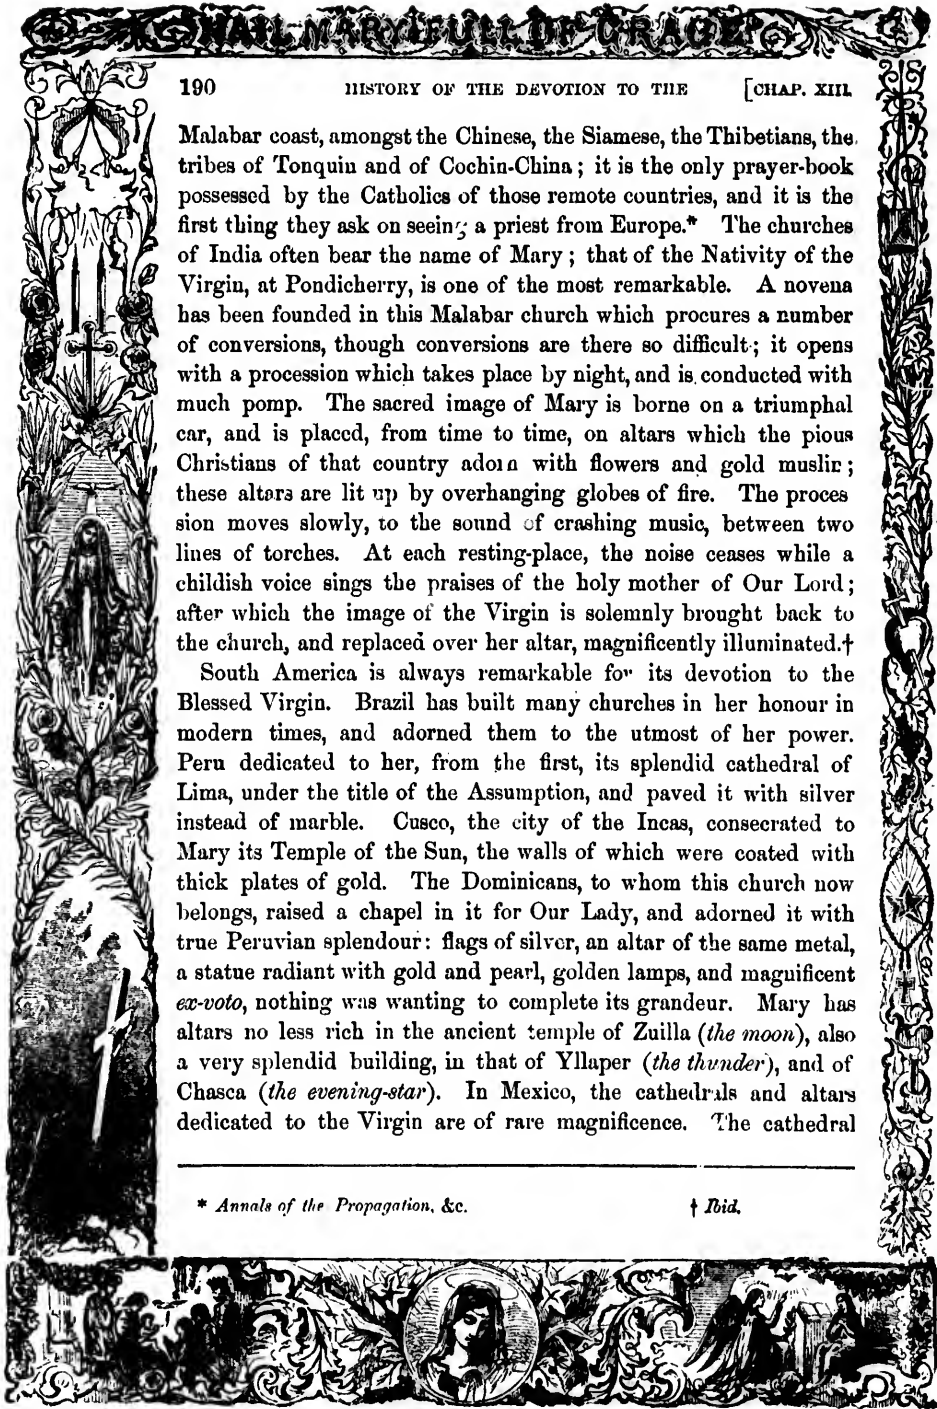 HAIL MARY! FULL OF GRACE!
190 HISTORY OF THE DEVOTION TO THE [CHAP. XIII.
Malabar coast, amongst the Chinese, the Siamese, the Thibetians, the
tribes of Tonquin and of Cochin-China; it is the only prayer-book
possessed by the Catholics of those remote countries, and it is the
first thing they ask on seeing a priest from Europe.* The churches
of India often bear the name of Mary; that of the Nativity of the
Virgin, at Pondicherry, is one of the most remarkable. A novena
has been founded in this Malabar church which procures a number
of conversions, though conversions are there so difficult; it opens
with a procession which takes place by night, and is conducted with
much pomp. The sacred image of Mary is borne on a triumphal
car, and is placed, from time to time, on altars which the pious
Christians of that country adorn with flowers and gold muslin;
these altars are lit up by overhanging globes of fire. The proces
sion moves slowly, to the sound of crashing music, between two
lines of torches. At each resting-place, the noise ceases while a
childish voice sings the praises of the holy mother of Our Lord;
after which the image of the Virgin is solemnly brought back to
the church, and replaced over her altar, magnificently illuminated.†
South America is always remarkable for its devotion to the
Blessed Virgin. Brazil has built many churches in her honour in
modern times, and adorned them to the utmost of her power.
Peru dedicated to her, from the first, its splendid cathedral of
Lima, under the title of the Assumption, and paved it with silver
instead of marble. Cusco, the city of the Incas, consecrated to
Mary its Temple of the Sun, the walls of which were coated with
thick plates of gold. The Dominicans, to whom this church now
belongs, raised a chapel in it for Our Lady, and adorned it with
true Peruvian splendour: flags of silver, an altar of the same metal,
a statue radiant with gold and pearl, golden lamps, and magnificent
ex-voto, nothing was wanting to complete its grandeur. Mary has
altars no less rich in the ancient temple of Zuilla (the moon), also
a very splendid building, in that of Yllaper (the thunder), and of
Chasca (the evening-star). In Mexico, the cathedrals and altars
dedicated to the Virgin are of rare magnificence. The cathedral
* Annals of the Propagation, &c. † Ibid.